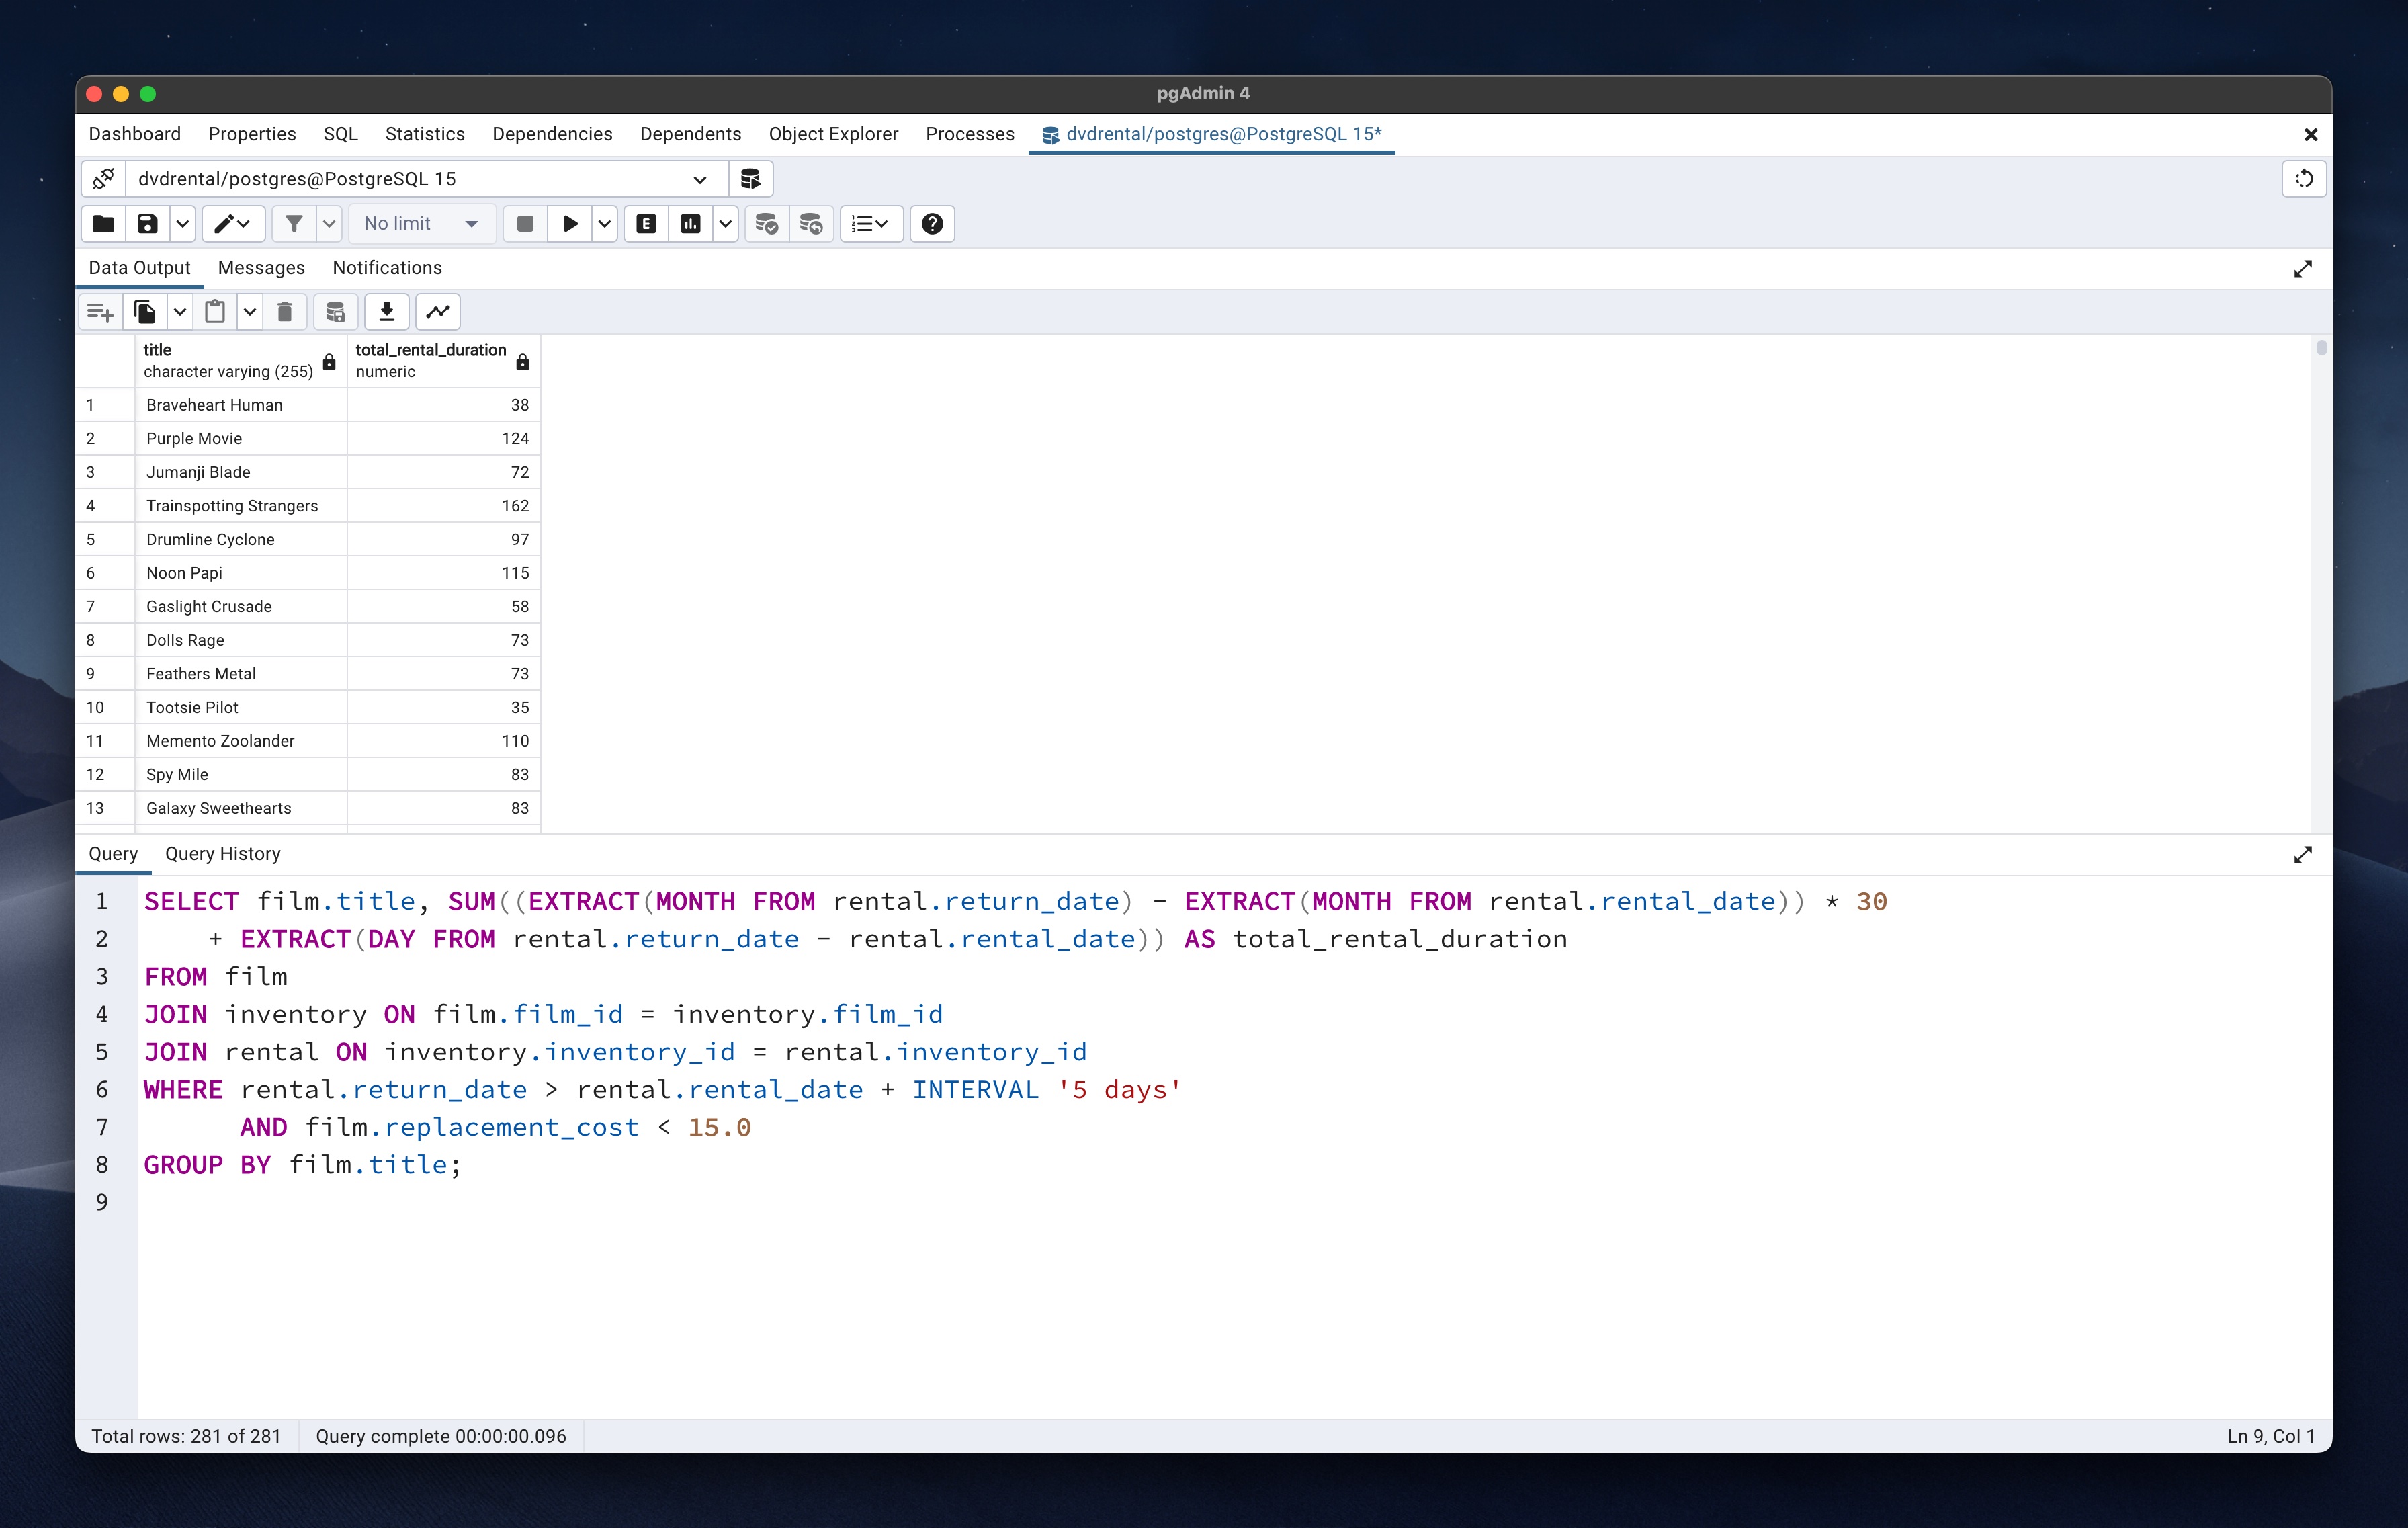 pgAdmin 4
Dashboard Properties SQL Statistics Dependencies Dependents Object Explorer Processes dvdrental/postgres@PostgreSQL 15*
dvdrental/postgres@PostgreSQL 15
No limit E
Data Output Messages Notifications
title total_rental_duration
character varying (255) numeric
1 Braveheart Human 38
2 Purple Movie 124
3 Jumanji Blade 72
4 Trainspotting Strangers 162
5 Drumline Cyclone 97
6 Noon Papi 115
7 Gaslight Crusade 58
8 Dolls Rage 73
9 Feathers Metal 73
10 Tootsie Pilot 35
11 Memento Zoolander 110
12 Spy Mile 83
13 Galaxy Sweethearts 83
Query Query History
1 SELECT film.title, SUM((EXTRACT(MONTH FROM rental.return_date) - EXTRACT(MONTH FROM rental.rental_date)) * 30
2 + EXTRACT(DAY FROM rental.return_date - rental.rental_date)) AS total_rental_duration
3 FROM film
4 JOIN inventory ON film.film_id = inventory.film_id
5 JOIN rental ON inventory.inventory_id = rental.inventory_id
6 WHERE rental.return_date > rental.rental_date + INTERVAL '5 days'
7 AND film.replacement_cost < 15.0
8 GROUP BY film.title;
9
Total rows: 281 of 281 Query complete 00:00:00.096 Ln 9, Col 1